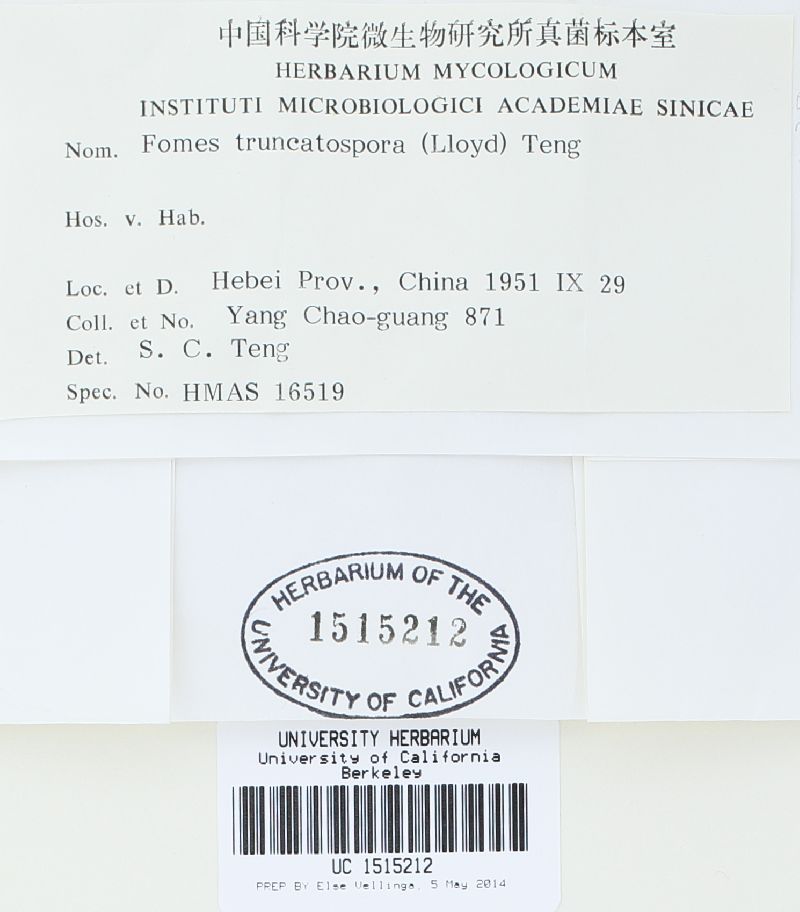 中国科学院微生物研究所真菌标本室
HERBARIUM MYCOLOGICUM
INSTITUTI MICROBIOLOGICI ACADEMIAE SINICAE
Nom. Fomes truncatospora (Lloyd) Teng
Hos. v. Hab.
Loc. et D. Hebei Prov., China 1951 IX 29
Coll. et No. Yang Chao-guang 871
Det. S. C. Teng
Spec. No. HMAS 16519
HERBARIUM OF THE
1515212
UNIVERSITY OF CALIFORNIA
UNIVERSITY HERBARIUM
University of California
Berkeley
UC 1515212
PREP BY Else Vellinga, 5 May 2014